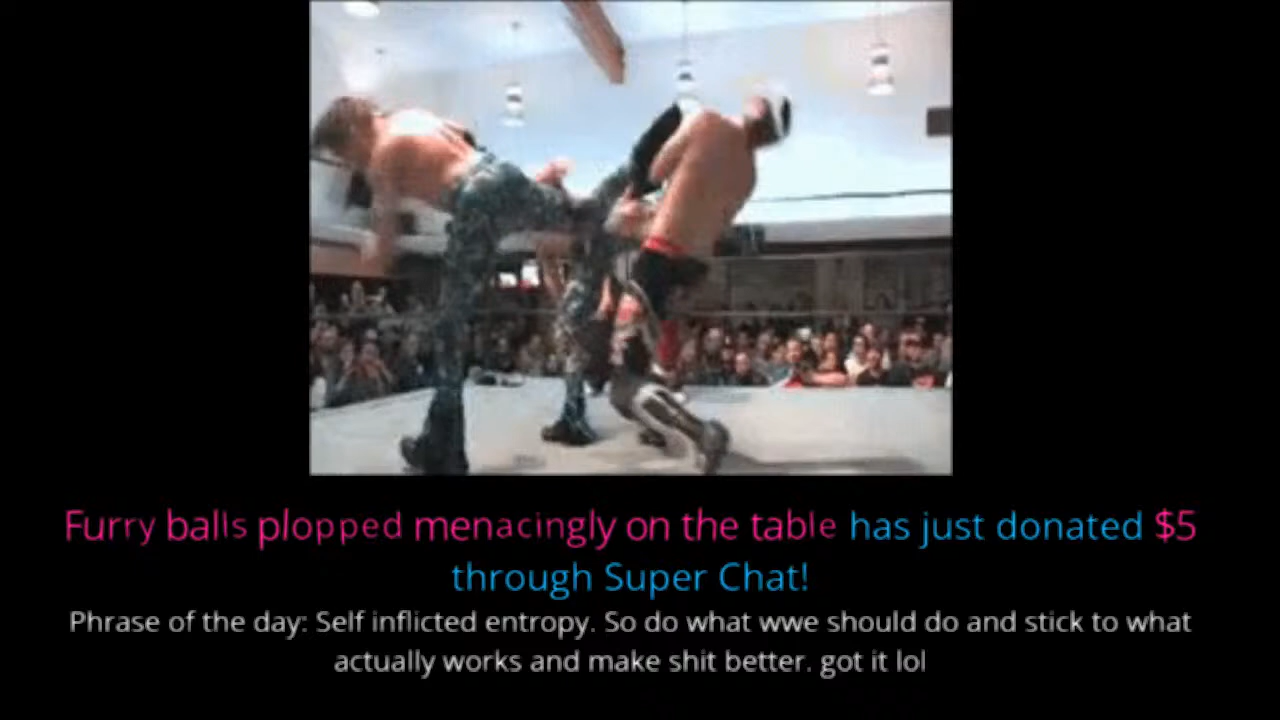 Furry balls plopped menacingly on the table has just donated $5
through Super Chat!
Phrase of the day: Self inflicted entropy. So do what wwe should do and stick to what
actually works and make shit better. got it lol